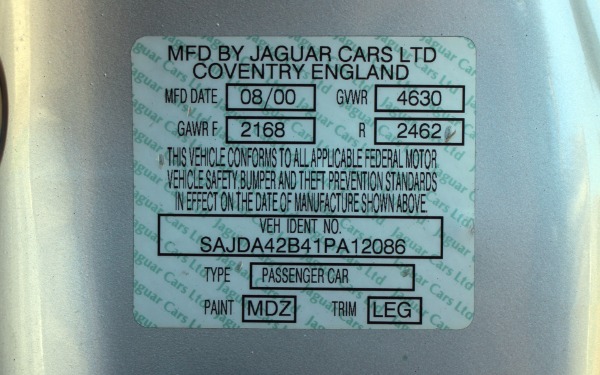 MFD BY JAGUAR CARS LTD
COVENTRY ENGLAND
MFD DATE 08/00 GVWR 4630
GAWR F 2168 R 2462
THIS VEHICLE CONFORMS TO ALL APPLICABLE FEDERAL MOTOR
VEHICLE SAFETY BUMPER AND THEFT PREVENTION STANDARDS
IN EFFECT ON THE DATE OF MANUFACTURE SHOWN ABOVE.
VEH IDENT NO.
SAJDA42B41PA12086
TYPE PASSENGER CAR
PAINT MDZ TRIM LEG